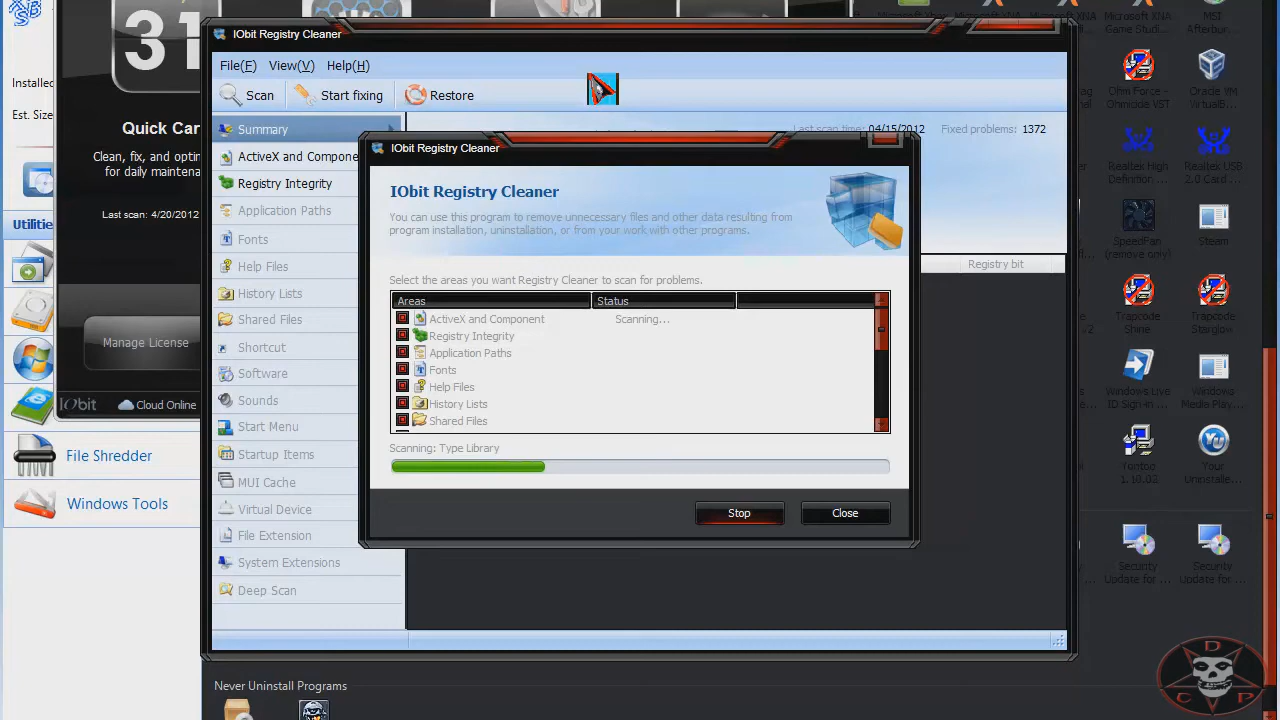 31
Installed
Est. Size
Quick Car
Clean, fix, and optim
for daily maintena
Last scan: 4/20/2012
Utilities
Manage License
IObit
Cloud Online
File Shredder
Windows Tools
IObit Registry Cleaner
File(F) View(V) Help(H)
Scan Start fixing Restore
Last scan time: 04/15/2012 Fixed problems: 1372
Summary
ActiveX and Compone
Registry Integrity
Application Paths
Fonts
Help Files
History Lists
Shared Files
Shortcut
Software
Sounds
Start Menu
Startup Items
MUI Cache
Virtual Device
File Extension
System Extensions
Deep Scan
Registry bit
IObit Registry Cleaner
IObit Registry Cleaner
You can use this program to remove unnecessary files and other data resulting from
program installation, uninstallation, or from your work with other programs.
Select the areas you want Registry Cleaner to scan for problems.
Areas Status
ActiveX and Component Scanning...
Registry Integrity
Application Paths
Fonts
Help Files
History Lists
Shared Files
Scanning: Type Library
Stop Close
Never Uninstall Programs
Microsoft XNA
Game Studi...
MSI
Afterbur...
Ohm Force -
Ohmicide VST
Oracle VM
VirtualB...
Realtek High
Definition ...
Realtek USB
2.0 Card ...
SpeedFan
(remove only)
Steam
Trapcode
Shine
Trapcode
Starglow
Windows Live
ID Sign-in ...
Windows
Media Play...
Yontoo
1.10.02
Your
Uninstalle...
Security
Update for ...
Security
Update for ...
D
C P